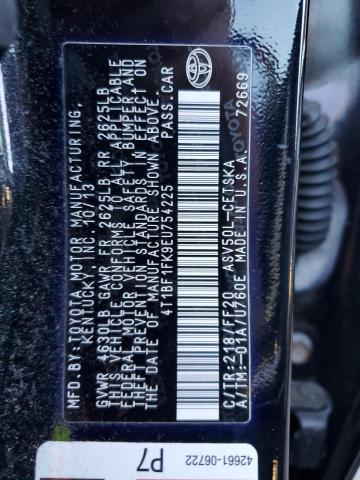 MFD. BY: TOYOTA MOTOR MANUFACTURING,
KENTUCKY, INC. 10/13
GVWR 4630LB GAWR FR 2625LB RR 2625LB
THIS VEHICLE CONFORMS TO ALL APPLICABLE
FEDERAL MOTOR VEHICLE SAFETY, BUMPER, AND
THEFT PREVENTION STANDARDS IN EFFECT ON
THE DATE OF MANUFACTURE SHOWN ABOVE.
4T1BF1FK9EU754225 PASS. CAR
C/TR: 218/FF20 ASV50L-CETSKA
A/TM: -01A/U760E MADE IN U.S.A. 72669
TOYOTA
42661-06722
P7